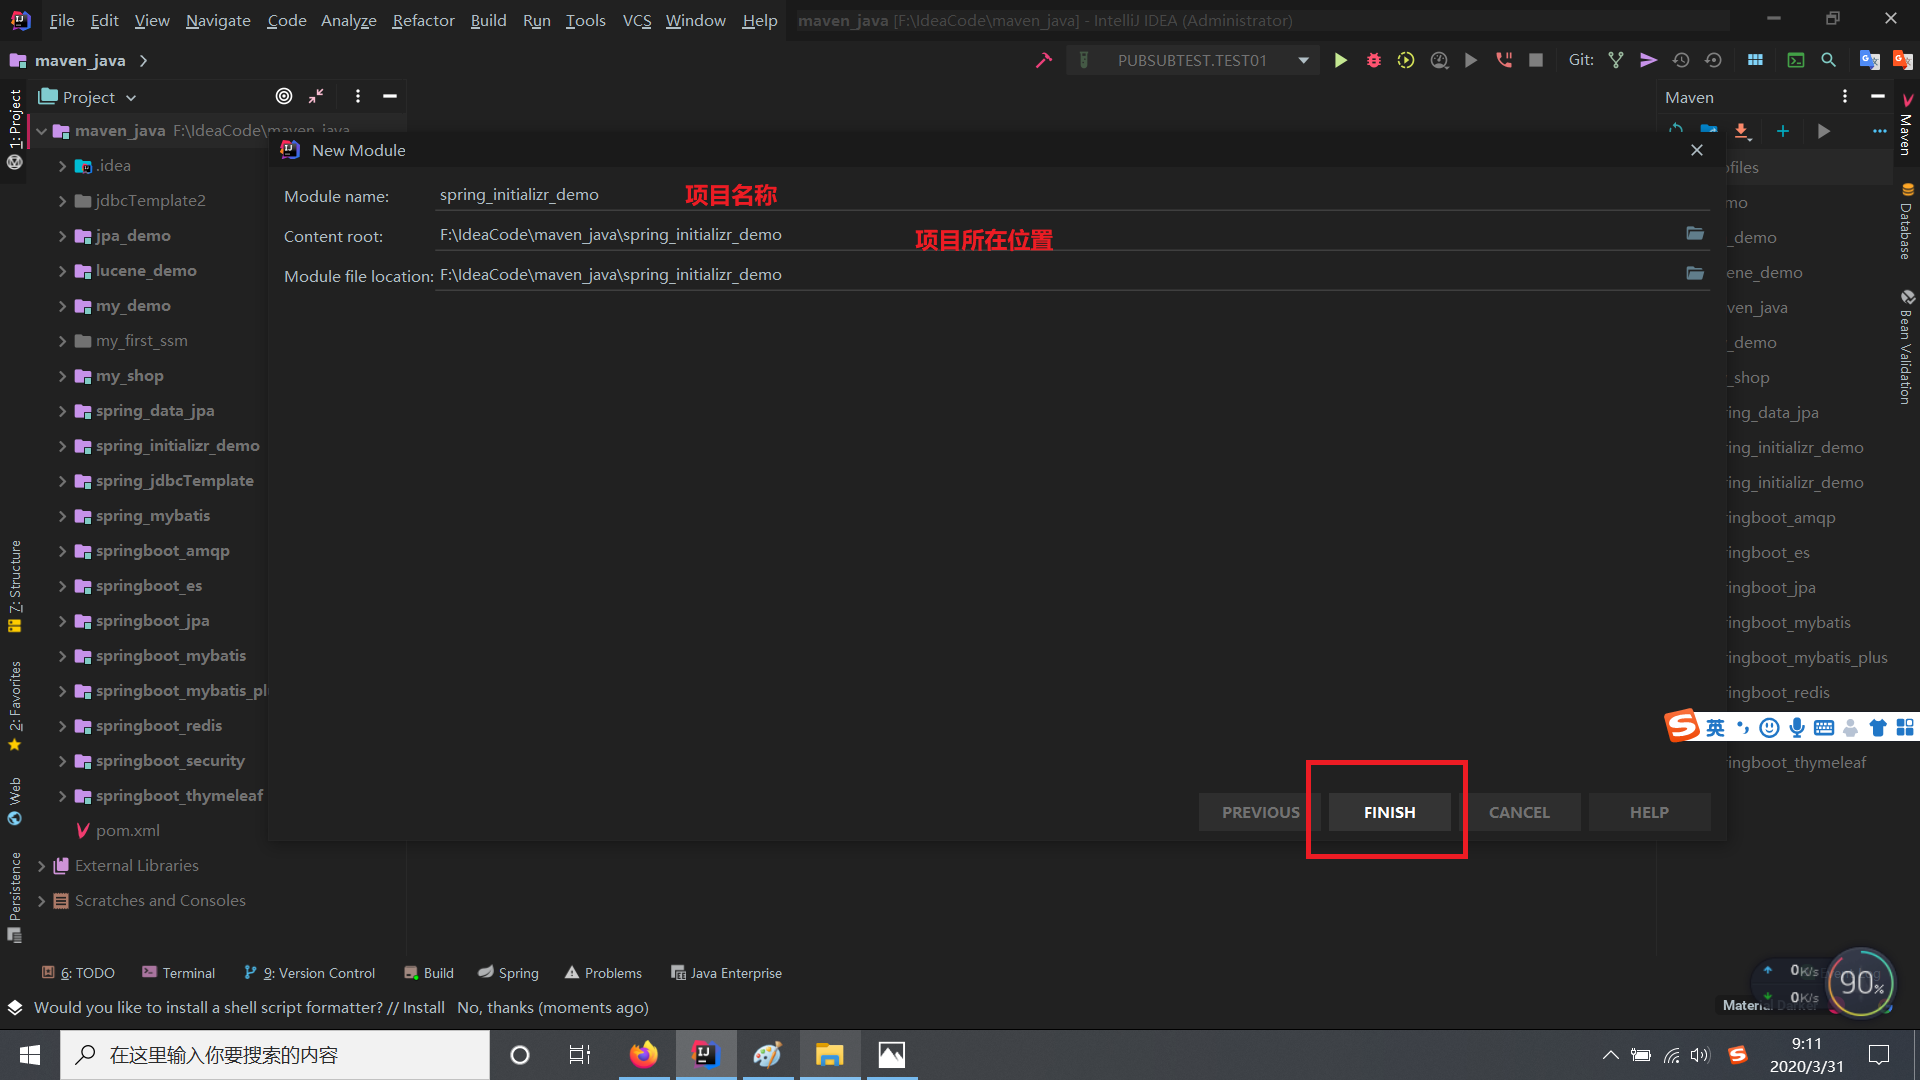 File Edit View Navigate Code Analyze Refactor Build Run Tools VCS Window Help maven_java [F:\IdeaCode\maven_java] - IntelliJ IDEA (Administrator)
maven_java
PUBSUBTEST.TEST01
Git:
Project
Maven
1: Project
maven_java F:\IdeaCode\maven_java
.idea
jdbcTemplate2
jpa_demo
lucene_demo
my_demo
my_first_ssm
my_shop
spring_data_jpa
spring_initializr_demo
spring_jdbcTemplate
spring_mybatis
springboot_amqp
springboot_es
springboot_jpa
springboot_mybatis
springboot_mybatis_pl
springboot_redis
springboot_security
springboot_thymeleaf
pom.xml
External Libraries
Scratches and Consoles
7: Structure
2: Favorites
Web
Persistence
New Module
Module name: spring_initializr_demo
项目名称
Content root: F:\IdeaCode\maven_java\spring_initializr_demo
项目所在位置
Module file location: F:\IdeaCode\maven_java\spring_initializr_demo
PREVIOUS FINISH CANCEL HELP
files
mo
_demo
ene_demo
ven_java
_demo
_shop
ing_data_jpa
ing_initializr_demo
ing_initializr_demo
ingboot_amqp
ingboot_es
ingboot_jpa
ingboot_mybatis
ingboot_mybatis_plus
ingboot_redis
英
ingboot_thymeleaf
Maven
Database
Bean Validation
6: TODO Terminal 9: Version Control Build Spring Problems Java Enterprise
0K/s
0K/s
90%
Would you like to install a shell script formatter? // Install No, thanks (moments ago)
Material Darker
在这里输入你要搜索的内容
9:11
2020/3/31